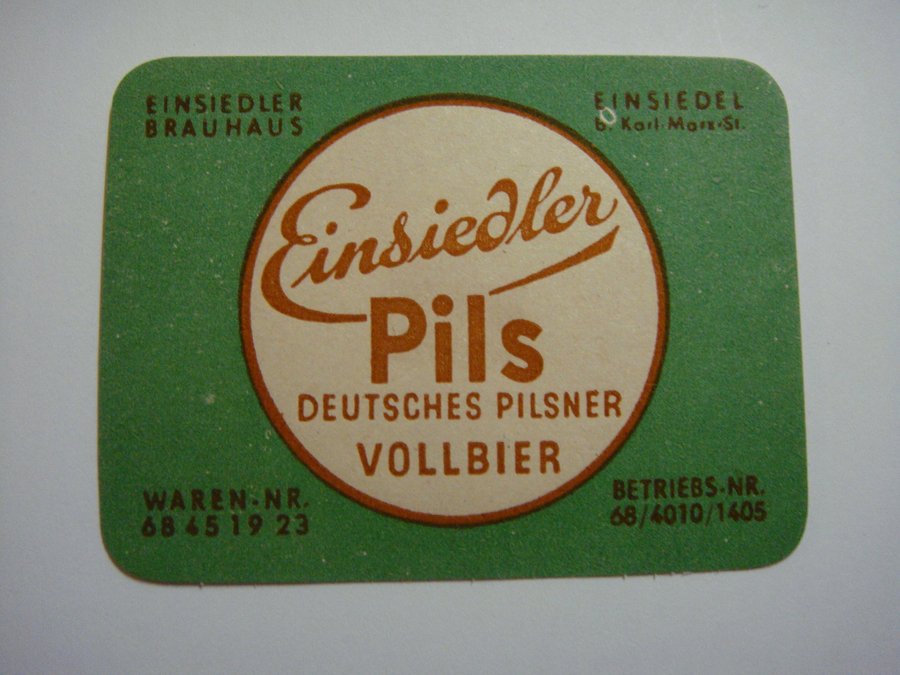 EINSIEDLER
BRAUHAUS
EINSIEDEL
b. Karl-Marx-St.
Einsiedler
Pils
DEUTSCHES PILSNER
VOLLBIER
WAREN-NR.
68 45 19 23
BETRIEBS-NR.
68/4010/1405